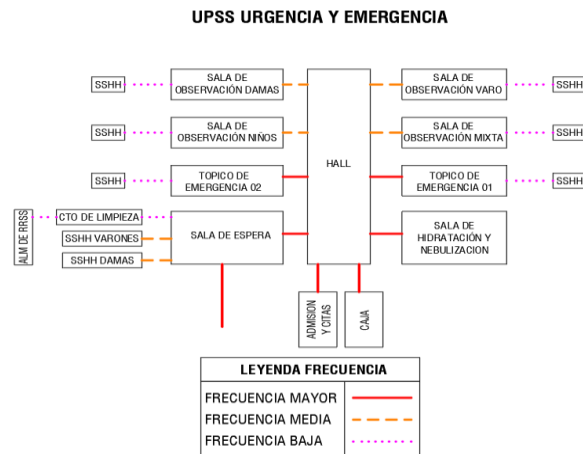 UPSS URGENCIA Y EMERGENCIA
SSHH
SALA DE
OBSERVACIÓN DAMAS
HALL
SALA DE
OBSERVACIÓN VARO
SSHH
SSHH
SALA DE
OBSERVACIÓN NIÑOS
SALA DE
OBSERVACIÓN MIXTA
SSHH
SSHH
TOPICO DE
EMERGENCIA 02
TOPICO DE
EMERGENCIA 01
SSHH
ALM DE RRSS
CTO DE LIMPIEZA
SSHH VARONES
SSHH DAMAS
SALA DE ESPERA
SALA DE
HIDRATACIÓN Y
NEBULIZACION
ADMISION
Y CITAS
CAJA
LEYENDA FRECUENCIA
FRECUENCIA MAYOR
FRECUENCIA MEDIA
FRECUENCIA BAJA